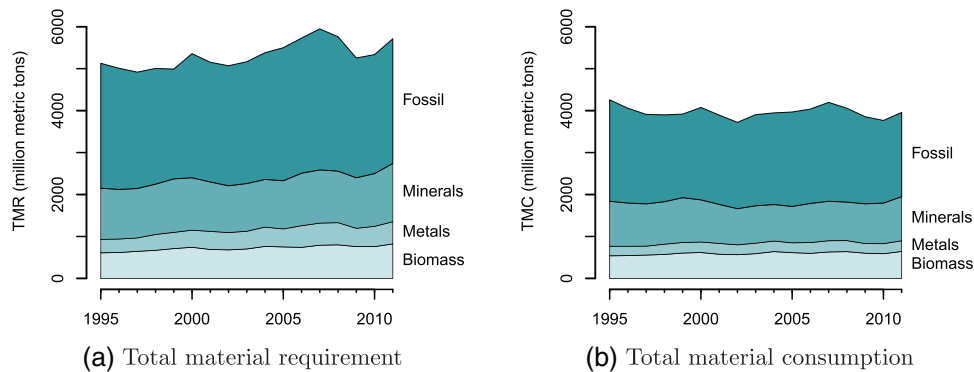 TMR (million metric tons)
6000
4000
2000
0
Fossil
Minerals
Metals
Biomass
1995
2000
2005
2010
(a) Total material requirement
TMC (million metric tons)
6000
4000
2000
0
Fossil
Minerals
Metals
Biomass
1995
2000
2005
2010
(b) Total material consumption